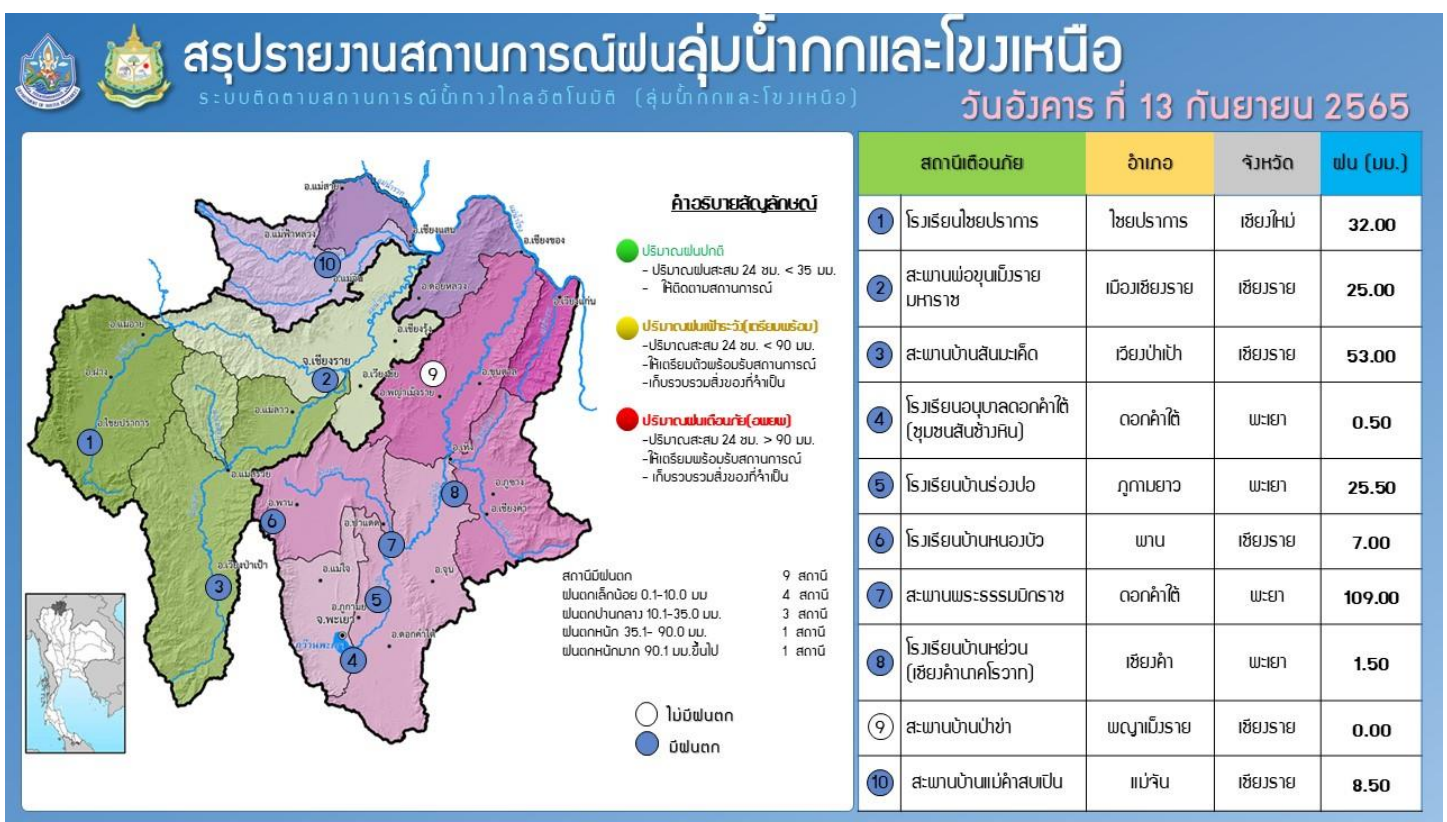 สรุปรายงานสถานการณ์ฝนลุ่มน้ำกกและโขงเหนือ
ระบบติดตามสถานการณ์น้ำทางไกลอัตโนมัติ (ลุ่มน้ำกกและโขงเหนือ)
วันอังคาร ที่ 13 กันยายน 2565
อ.แม่สาย
อ.แม่ฟ้าหลวง
อ.เชียงแสน
อ.เชียงของ
10
อ.ดอยหลวง
อ.เวียงแก่น
อ.แม่อาย
อ.เชียงรุ้ง
จ.เชียงราย
อ.ฝาง
2
9
อ.ขุนตาล
อ.พญาเม็งราย
อ.แม่ลาว
อ.ไชยปราการ
1
อ.เทิง
อ.แม่สรวย
8
อ.ภูซาง
อ.เชียงคำ
อ.พาน
6
อ.ป่าแดด
7
อ.เวียงป่าเป้า
3
อ.แม่ใจ
อ.จุน
5
จ.พะเยา
อ.ดอกคำใต้
4
คำอธิบายสัญลักษณ์
ปริมาณฝนปกติ
- ปริมาณฝนสะสม 24 ชม. < 35 มม.
- ให้ติดตามสถานการณ์
ปริมาณฝนเฝ้าระวัง(เตรียมพร้อม)
-ปริมาณสะสม 24 ชม. < 90 มม.
-ให้เตรียมตัวพร้อมรับสถานการณ์
-เก็บรวบรวมสิ่งของที่จำเป็น
ปริมาณฝนเตือนภัย(อพยพ)
-ปริมาณสะสม 24 ชม. > 90 มม.
-ให้เตรียมพร้อมรับสถานการณ์
- เก็บรวบรวมสิ่งของที่จำเป็น
สถานีมีฝนตก 9 สถานี
ฝนตกเล็กน้อย 0.1-10.0 มม 4 สถานี
ฝนตกปานกลาง 10.1-35.0 มม. 3 สถานี
ฝนตกหนัก 35.1- 90.0 มม. 1 สถานี
ฝนตกหนักมาก 90.1 มม.ขึ้นไป 1 สถานี
ไม่มีฝนตก
มีฝนตก
สถานีเตือนภัย อำเภอ จังหวัด ฝน (มม.)
1 โรงเรียนไชยปราการ ไชยปราการ เชียงใหม่ 32.00
2 สะพานพ่อขุนเม็งราย
มหาราช เมืองเชียงราย เชียงราย 25.00
3 สะพานบ้านสันมะเค็ด เวียงป่าเป้า เชียงราย 53.00
4 โรงเรียนอนุบาลดอกคำใต้
(ชุมชนสันช้างหิน) ดอกคำใต้ พะเยา 0.50
5 โรงเรียนบ้านร่องปอ ภูกามยาว พะเยา 25.50
6 โรงเรียนบ้านหนองบัว พาน เชียงราย 7.00
7 สะพานพระธรรมมิกราช ดอกคำใต้ พะยา 109.00
8 โรงเรียนบ้านหย่วน
(เชียงคำนาคโรวาท) เชียงคำ พะเยา 1.50
9 สะพานบ้านป่าข่า พญาเม็งราย เชียงราย 0.00
10 สะพานบ้านแม่คำสบเปิน แม่จัน เชียงราย 8.50